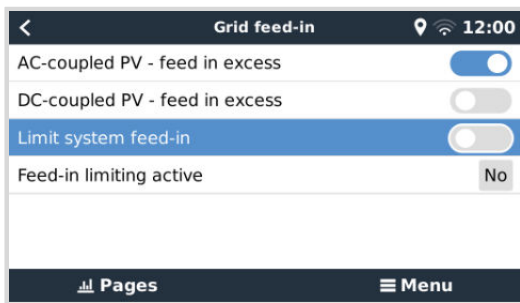 Grid feed-in 12:00
AC-coupled PV - feed in excess
DC-coupled PV - feed in excess
Limit system feed-in
Feed-in limiting active No
Pages Menu